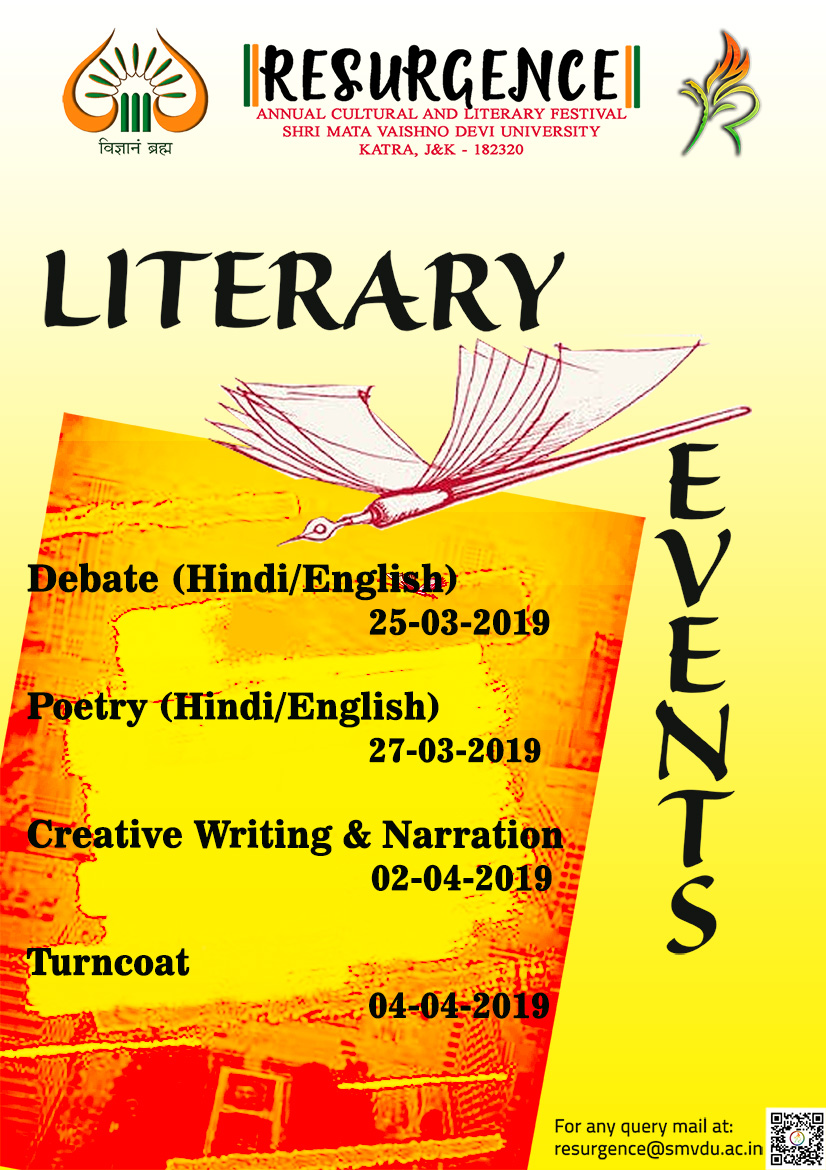 विज्ञानं ब्रह्म
RESURGENCE
ANNUAL CULTURAL AND LITERARY FESTIVAL
SHRI MATA VAISHNO DEVI UNIVERSITY
KATRA, J&K - 182320
LITERARY
EVENTS
Debate (Hindi/English)
25-03-2019
Poetry (Hindi/English)
27-03-2019
Creative Writing & Narration
02-04-2019
Turncoat
04-04-2019
For any query mail at:
resurgence@smvdu.ac.in